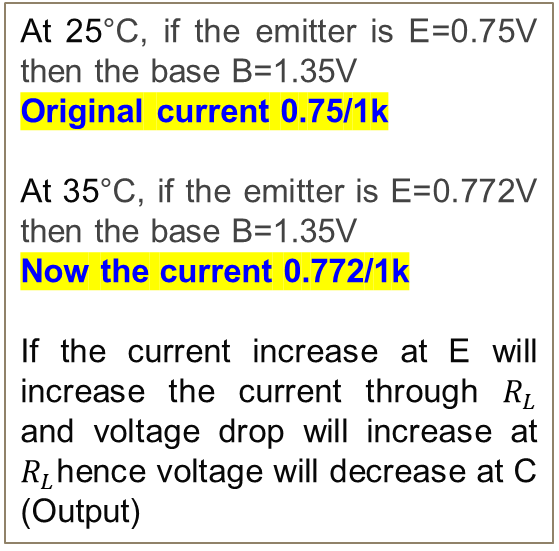 At 25°C, if the emitter is E=0.75V
then the base B=1.35V
Original current 0.75/1k
At 35°C, if the emitter is E=0.772V
then the base B=1.35V
Now the current 0.772/1k
If the current increase at E will
increase the current through R_L
and voltage drop will increase at
R_L hence voltage will decrease at C
(Output)